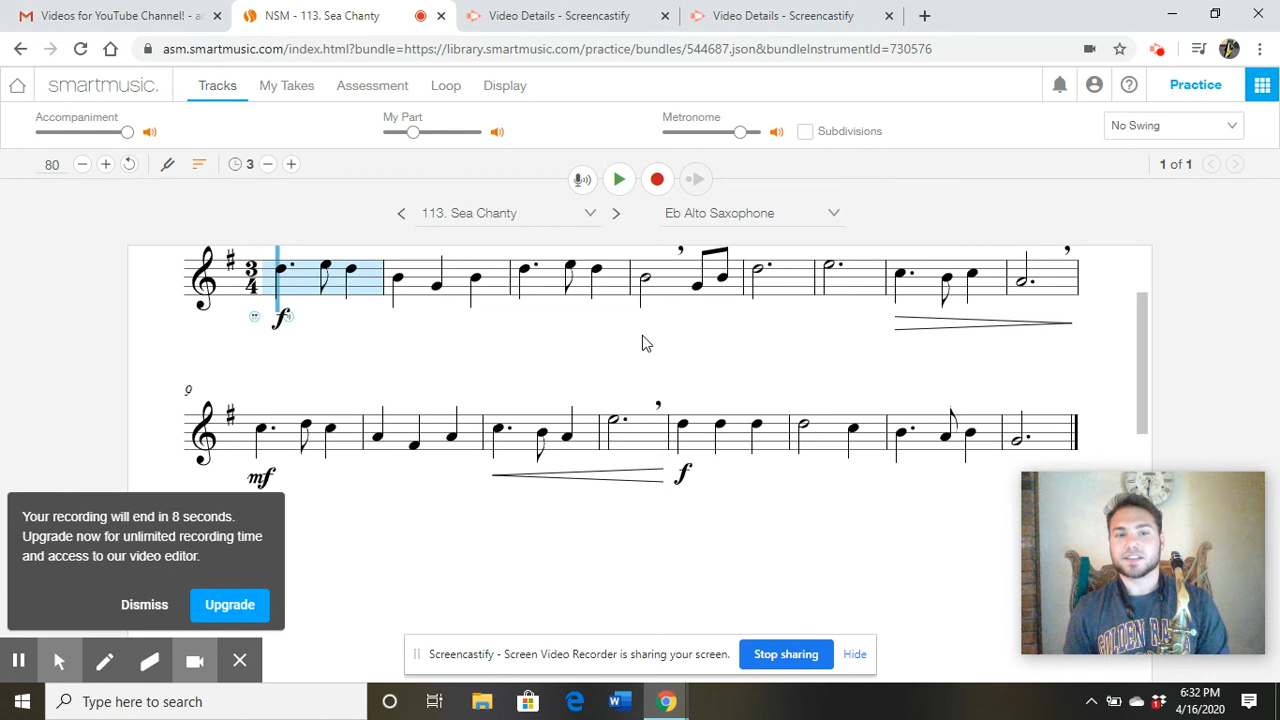 Videos for YouTube Channel! - a
NSM - 113. Sea Chanty
Video Details - Screencastify
Video Details - Screencastify
asm.smartmusic.com/index.html?bundle=https://library.smartmusic.com/practice/bundles/544687.json&bundleInstrumentId=730576
smartmusic.
Tracks
My Takes
Assessment
Loop
Display
Practice
Accompaniment
My Part
Metronome
Subdivisions
No Swing
80
3
1 of 1
113. Sea Chanty
Eb Alto Saxophone
3
4
f
9
mf
f
Your recording will end in 8 seconds.
Upgrade now for unlimited recording time
and access to our video editor.
Dismiss
Upgrade
GOLDEN
Screencastify - Screen Video Recorder is sharing your screen.
Stop sharing
Hide
Type here to search
6:32 PM
4/16/2020